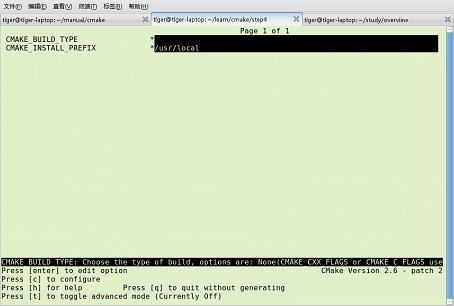 文件(F) 编辑(E) 查看(V) 终端(T) 标签(B) 帮助(H)
tiger@tiger-laptop: ~/manual/cmake tiger@tiger-laptop: ~/learn/cmake/step4 tiger@tiger-laptop: ~/study/overview
Page 1 of 1
CMAKE_BUILD_TYPE *
CMAKE_INSTALL_PREFIX */usr/local
CMAKE_BUILD_TYPE: Choose the type of build, options are: None(CMAKE_CXX_FLAGS or CMAKE_C_FLAGS use
Press [enter] to edit option CMake Version 2.6 - patch 2
Press [c] to configure
Press [h] for help Press [q] to quit without generating
Press [t] to toggle advanced mode (Currently Off)